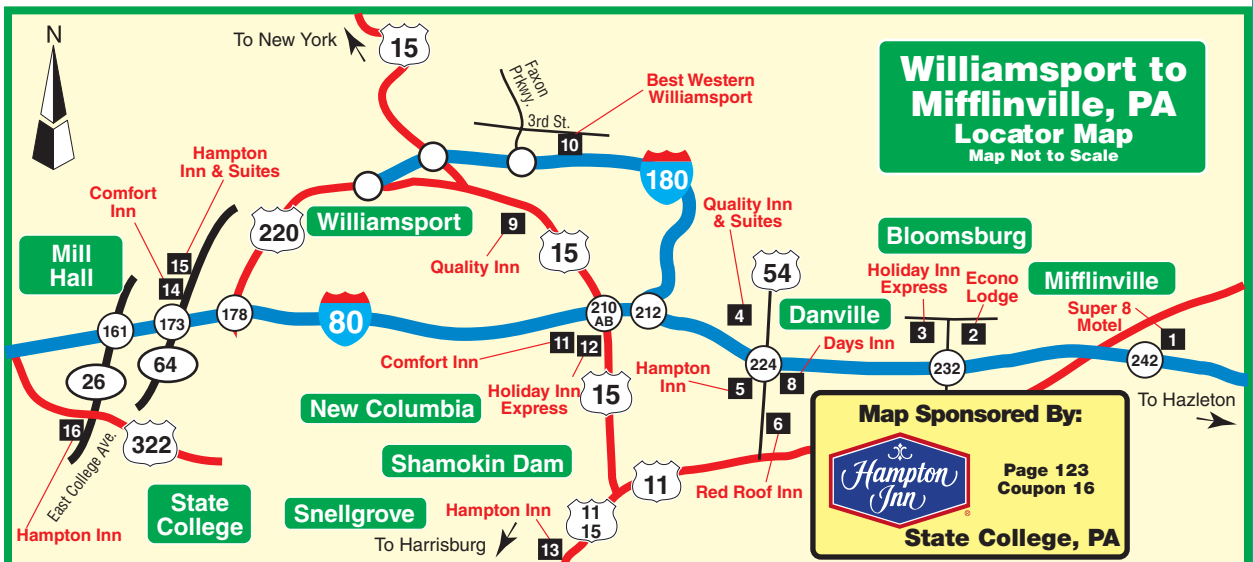 N
To New York
15
Faxon
Prkwy.
3rd St.
10
Best Western
Williamsport
Williamsport to
Mifflinville, PA
Locator Map
Map Not to Scale
Hampton
Inn & Suites
Comfort
Inn
180
Mill
Hall
15
14
220
Williamsport
9
Quality Inn
15
Quality Inn
& Suites
4
54
Bloomsburg
Holiday Inn
Express
3
Econo
Lodge
2
Mifflinville
Super 8
Motel
1
161
173
178
80
210
AB
212
Danville
Days Inn
224
232
242
To Hazleton
26
64
Comfort Inn
11
12
Holiday Inn
Express
15
Hampton
Inn
5
8
6
Red Roof Inn
New Columbia
16
322
East College Ave.
Hampton Inn
State
College
Shamokin Dam
Snellgrove
Hampton Inn
13
To Harrisburg
11
15
11
Map Sponsored By:
Hampton
Inn
®
Page 123
Coupon 16
State College, PA